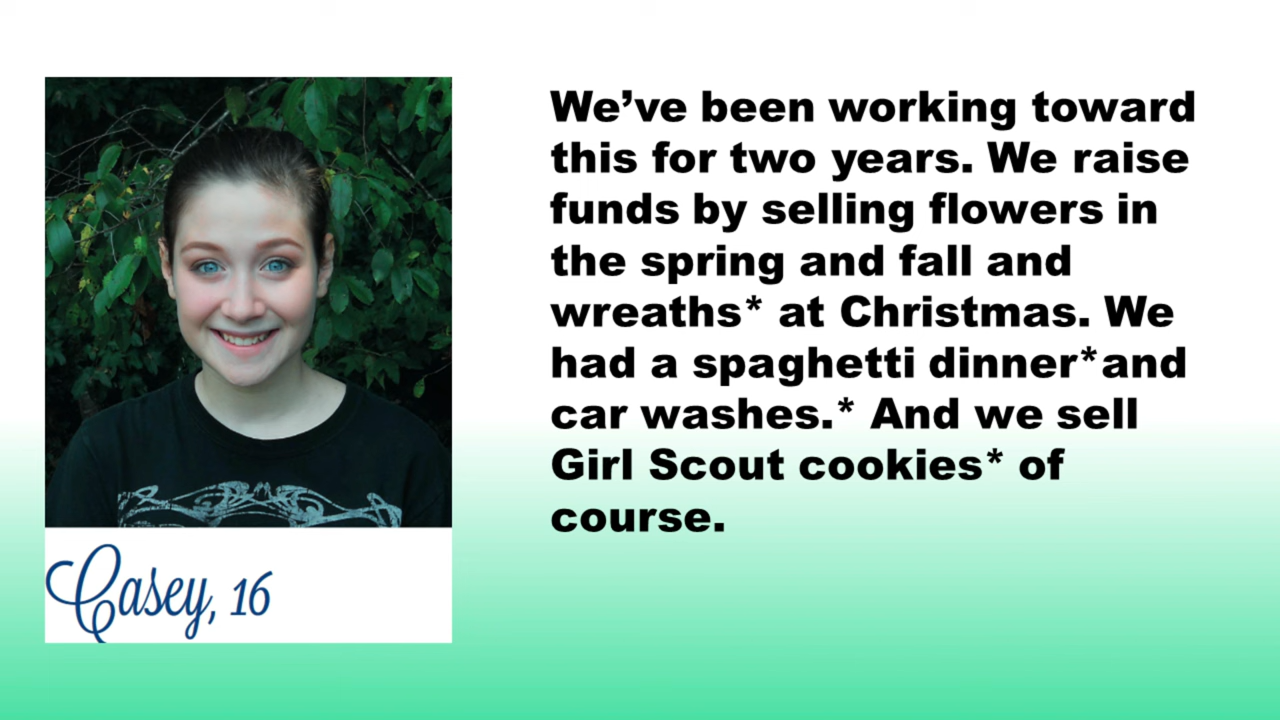 We’ve been working toward
this for two years. We raise
funds by selling flowers in
the spring and fall and
wreaths* at Christmas. We
had a spaghetti dinner*and
car washes.* And we sell
Girl Scout cookies* of
course.
Casey, 16